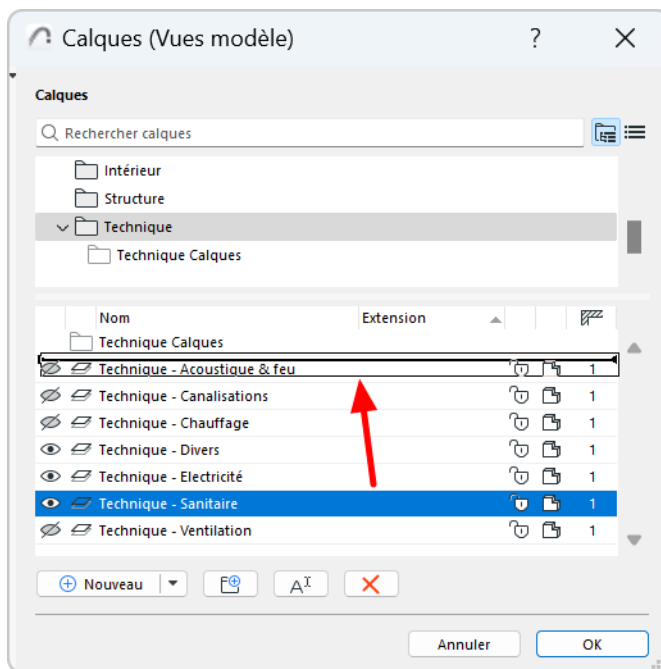 Calques (Vues modèle) ?
Calques
Rechercher calques
Intérieur
Structure
Technique
Technique Calques
Nom Extension
Technique Calques
Technique - Acoustique & feu 1
Technique - Canalisations 1
Technique - Chauffage 1
Technique - Divers 1
Technique - Electricité 1
Technique - Sanitaire 1
Technique - Ventilation 1
Nouveau
Annuler OK